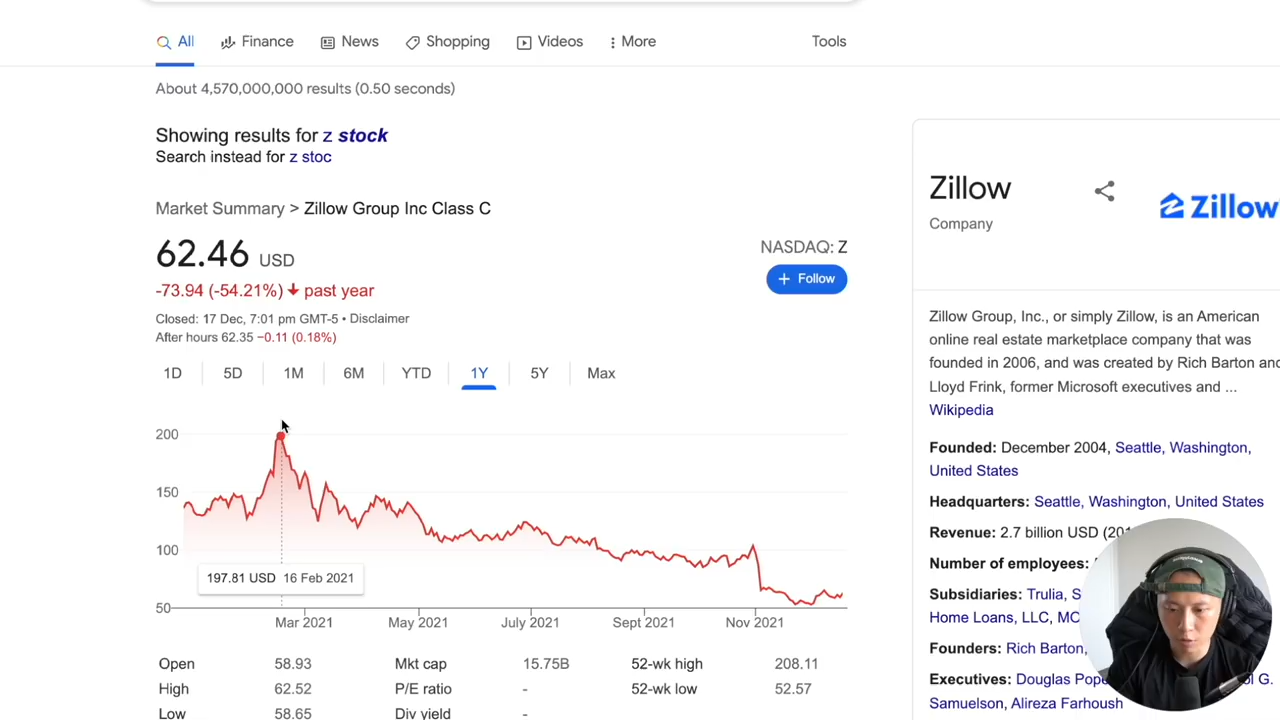 All
Finance
News
Shopping
Videos
More
Tools
About 4,570,000,000 results (0.50 seconds)
Showing results for z stock
Search instead for z stoc
Market Summary > Zillow Group Inc Class C
62.46 USD
NASDAQ: Z
-73.94 (-54.21%) past year
+ Follow
Closed: 17 Dec, 7:01 pm GMT-5 • Disclaimer
After hours 62.35 −0.11 (0.18%)
1D
5D
1M
6M
YTD
1Y
5Y
Max
200
150
100
50
197.81 USD 16 Feb 2021
Mar 2021
May 2021
July 2021
Sept 2021
Nov 2021
Open 58.93
Mkt cap 15.75B
52-wk high 208.11
High 62.52
P/E ratio -
52-wk low 52.57
Low 58.65
Div yield -
Zillow
Company
Zillow
Zillow Group, Inc., or simply Zillow, is an American
online real estate marketplace company that was
founded in 2006, and was created by Rich Barton and
Lloyd Frink, former Microsoft executives and ...
Wikipedia
Founded: December 2004, Seattle, Washington,
United States
Headquarters: Seattle, Washington, United States
Revenue: 2.7 billion USD (201
Number of employees:
Subsidiaries: Trulia, S
Home Loans, LLC, MO
Founders: Rich Barton,
Executives: Douglas Pope
ol G.
Samuelson, Alireza Farhoush